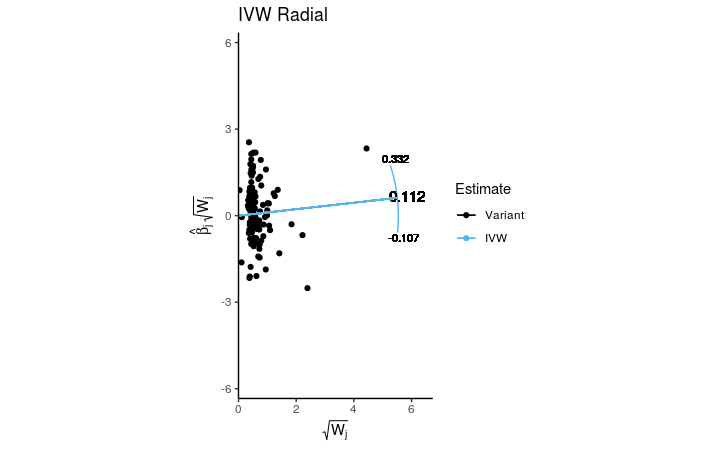 IVW Radial
6
3
0
-3
-6
β̂j√Wj
0.332
0.112
-0.107
Estimate
Variant
IVW
0 2 4 6
√Wj